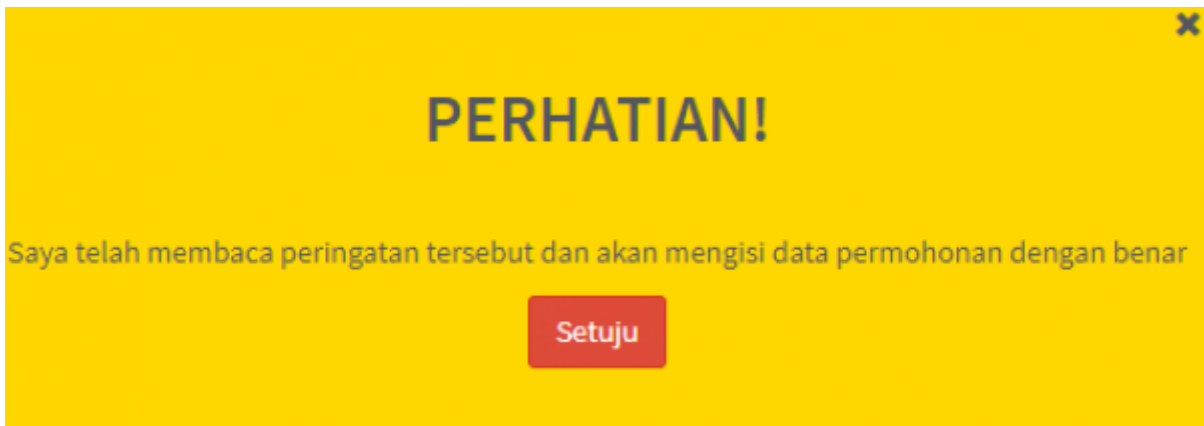 PERHATIAN!
Saya telah membaca peringatan tersebut dan akan mengisi data permohonan dengan benar
Setuju